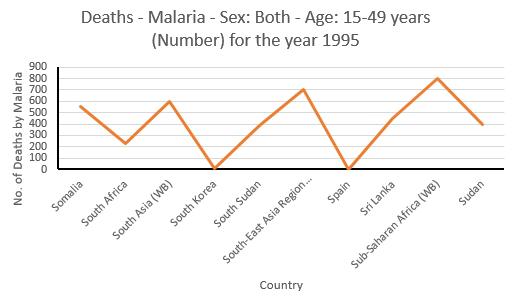 Deaths - Malaria - Sex: Both - Age: 15-49 years
(Number) for the year 1995
900
800
700
600
500
400
300
200
100
0
No. of Deaths by Malaria
Somalia
South Africa
South Asia (WB)
South Korea
South Sudan
South-East Asia Region...
Spain
Sri Lanka
Sub-Saharan Africa (WB)
Sudan
Country